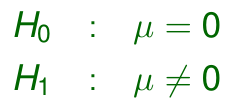 H₀ : μ = 0
H₁ : μ ≠ 0